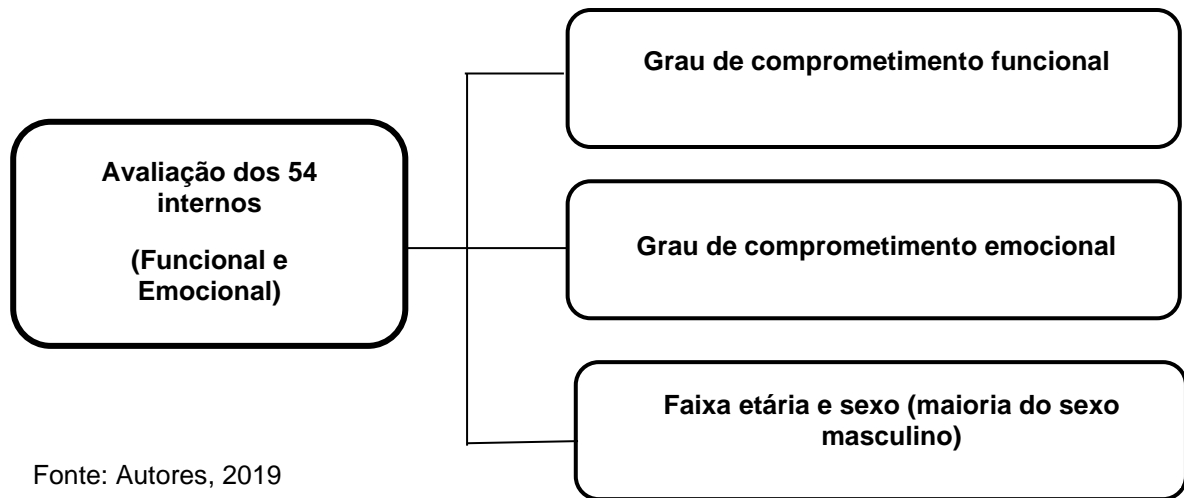 Grau de comprometimento funcional
Avaliação dos 54
internos
(Funcional e
Emocional)
Grau de comprometimento emocional
Faixa etária e sexo (maioria do sexo
masculino)
Fonte: Autores, 2019